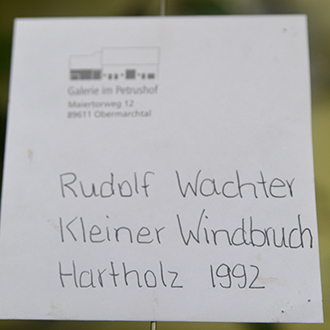 Galerie im Petrushof
Maiertorweg 12
89611 Obermarchtal
Rudolf Wachter
Kleiner Windbruch
Hartholz 1992